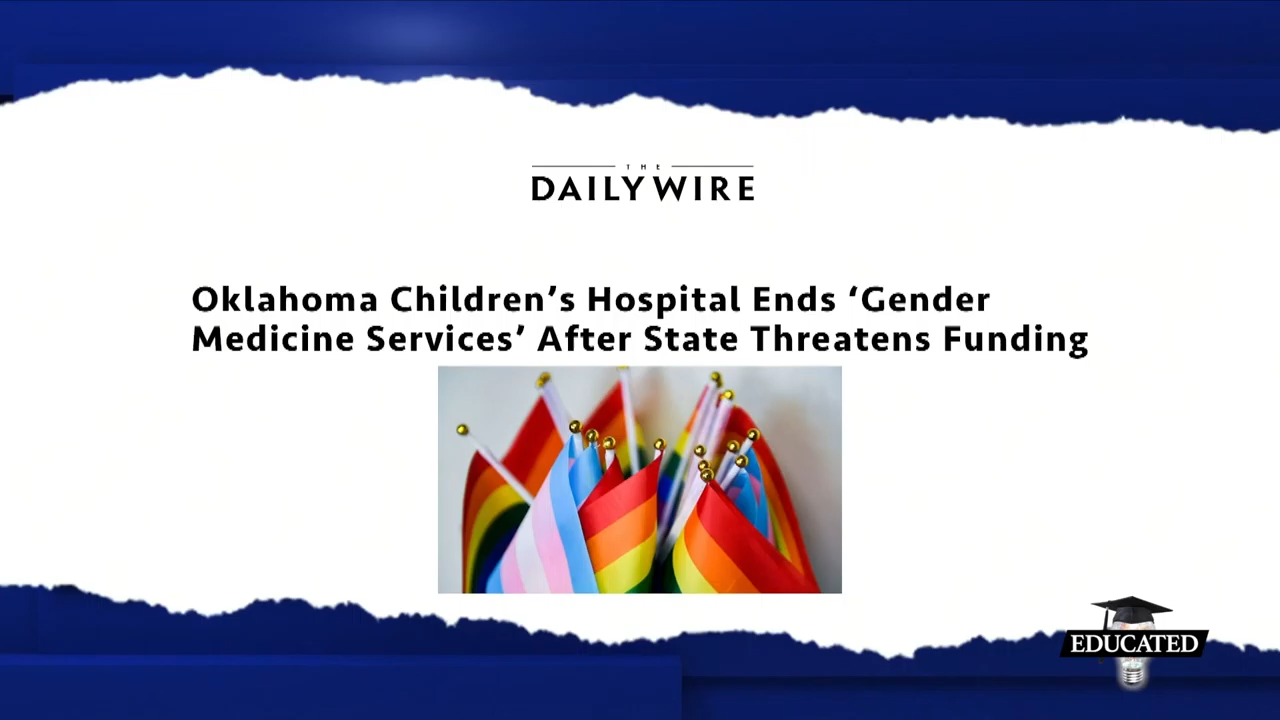 THE
DAILY WIRE
Oklahoma Children’s Hospital Ends ‘Gender
Medicine Services’ After State Threatens Funding
EDUCATED